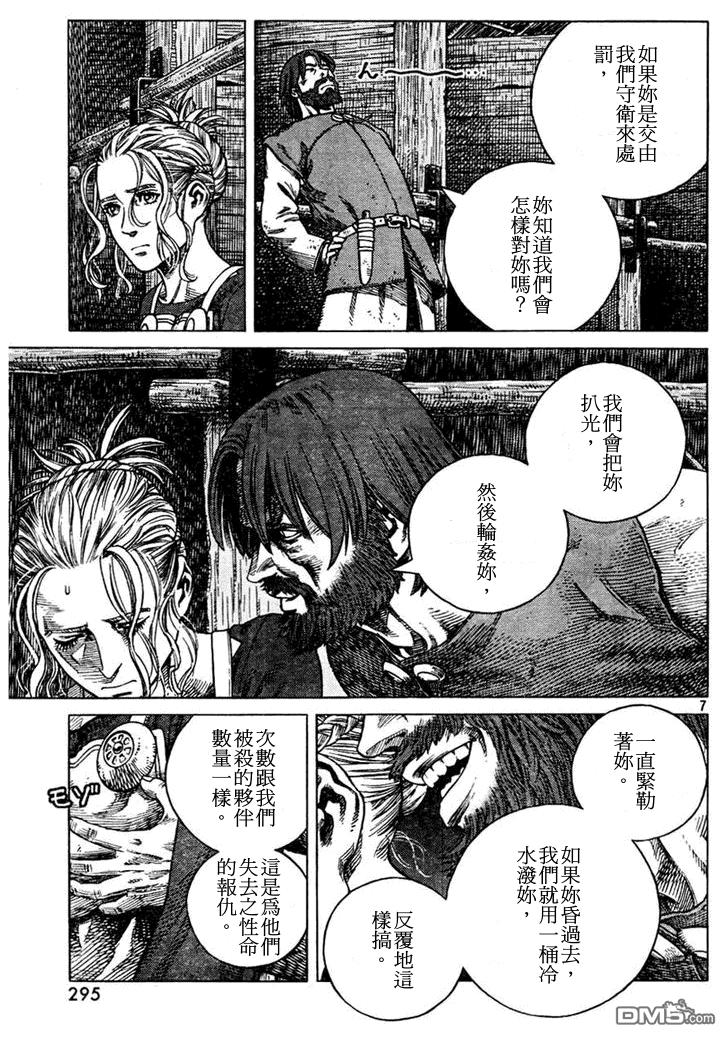 如果妳是交由
我們守衛來處
罰，
妳知道我們會
怎樣對妳嗎？
ん〜〜〜…
我們會把妳
扒光，
然後輪姦妳，
7
一直緊勒
著妳。
如果妳昏過去，
我們就用一桶冷
水潑妳，
反覆地這
樣搞。
次數跟我們
被殺的夥伴
數量一樣。
這是為他們
失去之性命
的報仇。
モゾ
295
DM5.com